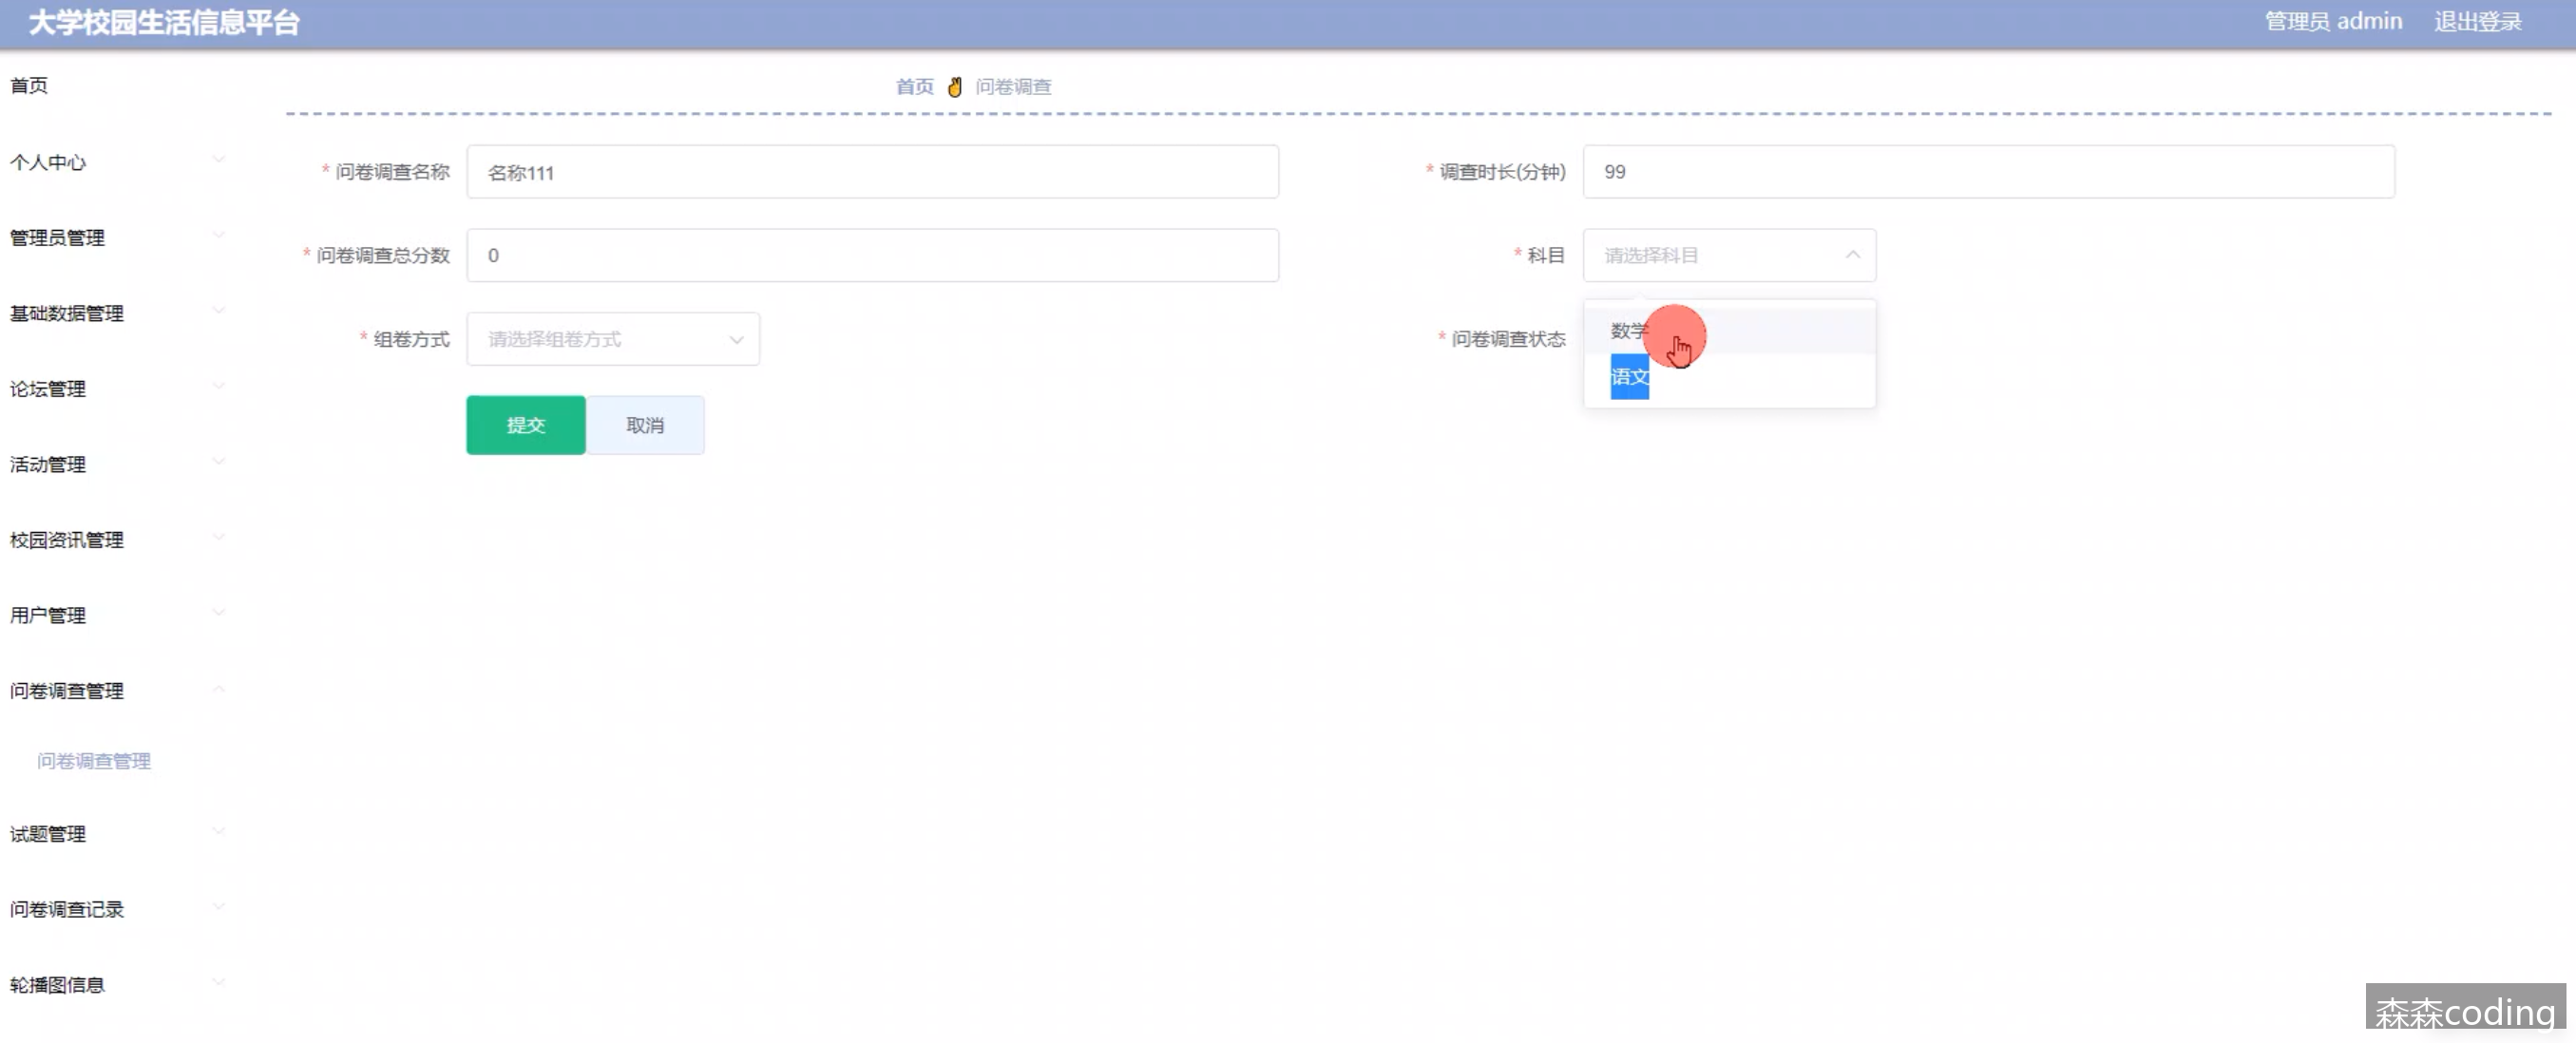 大学校园生活信息平台
管理员 admin
退出登录
首页
个人中心
管理员管理
基础数据管理
论坛管理
活动管理
校园资讯管理
用户管理
问卷调查管理
问卷调查管理
试题管理
问卷调查记录
轮播图信息
首页 ✌ 问卷调查
* 问卷调查名称
名称111
* 调查时长(分钟)
99
* 问卷调查总分数
0
* 科目
请选择科目
数学
语文
* 组卷方式
请选择组卷方式
* 问卷调查状态
提交
取消
森森coding